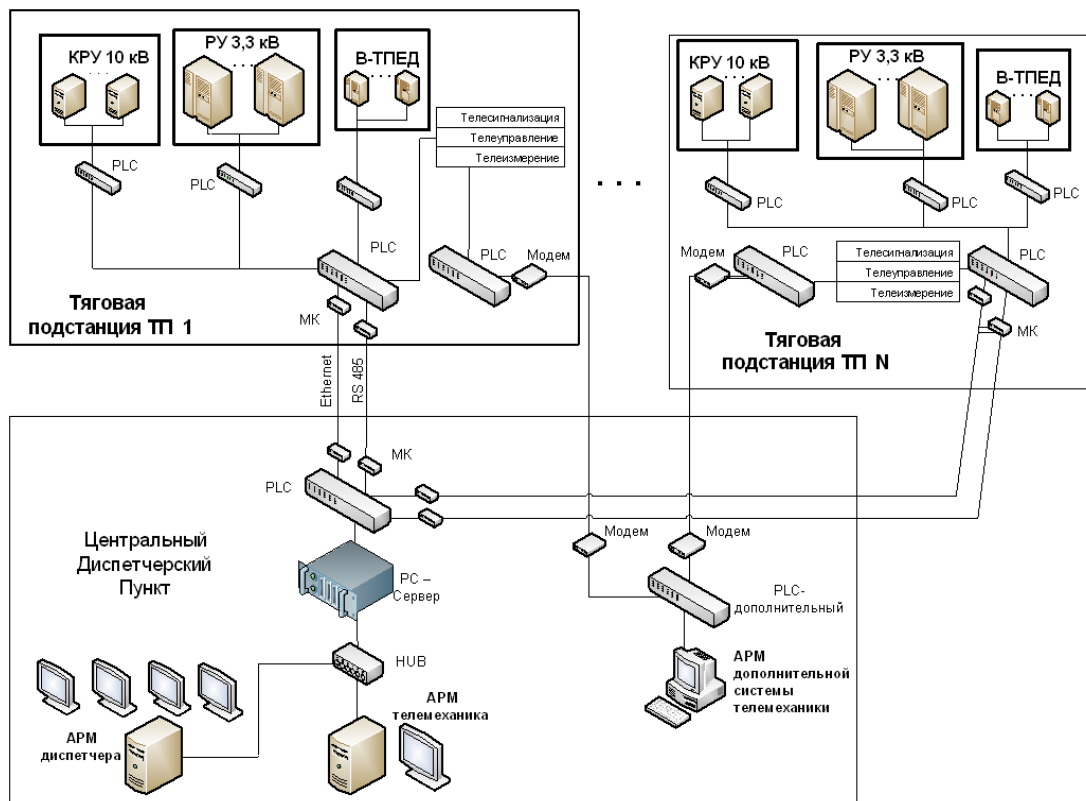 КРУ 10 кВ
РУ 3,3 кВ
В-ТПЕД
Телесигнализация
Телеуправление
Телеизмерение
PLC
PLC
PLC
PLC
Модем
МК
Тяговая
подстанция ТП 1
Ethernet
RS 485
. . .
КРУ 10 кВ
РУ 3,3 кВ
В-ТПЕД
PLC
PLC
PLC
Модем
PLC
Телесигнализация
Телеуправление
Телеизмерение
PLC
МК
Тяговая
подстанция ТП N
МК
PLC
Центральный
Диспетчерский
Пункт
PC –
Сервер
HUB
Модем
Модем
PLC-
дополнительный
АРМ
диспетчера
АРМ
телемеханика
АРМ
дополнительной
системы
телемеханики